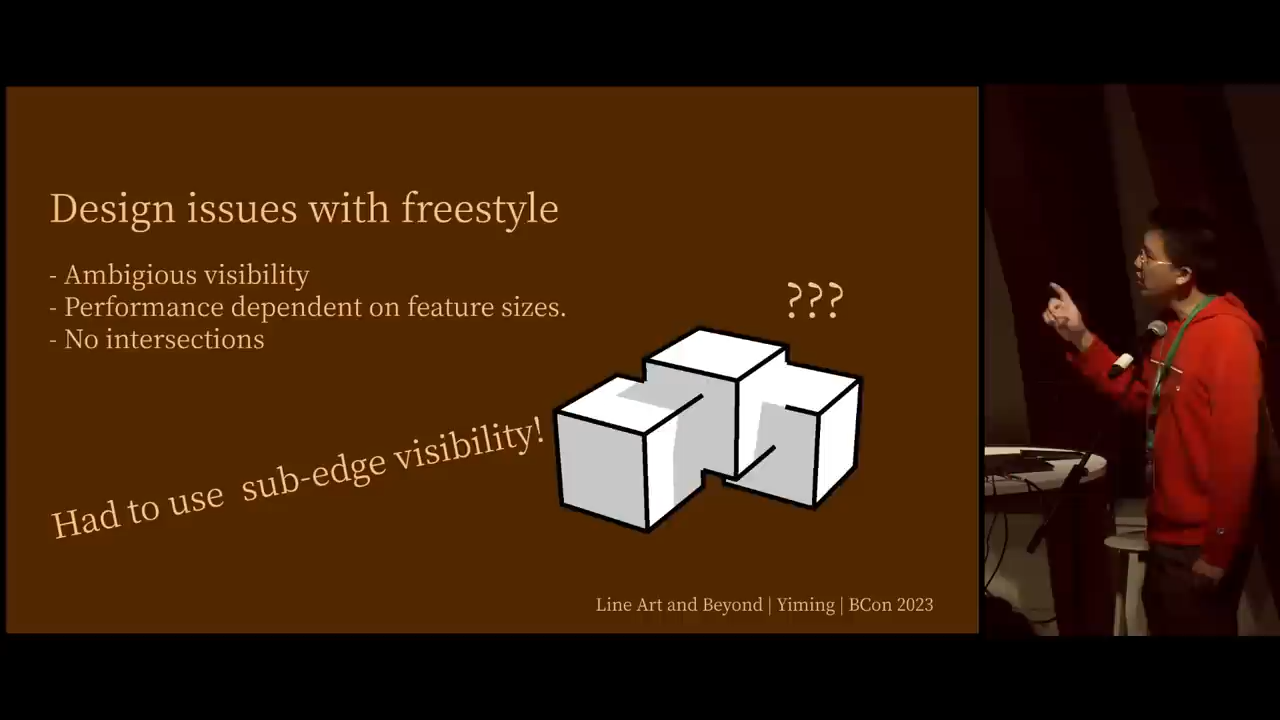 Design issues with freestyle
- Ambigious visibility
- Performance dependent on feature sizes.
- No intersections
???
Had to use sub-edge visibility!
Line Art and Beyond | Yiming | BCon 2023